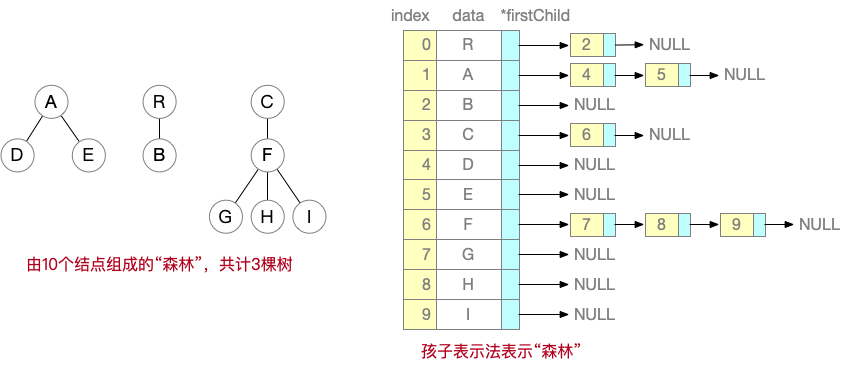 A
R
C
D
E
B
F
G
H
I
由10个结点组成的“森林”，共计3棵树
index data *firstChild
0 R 2 NULL
1 A 4 5 NULL
2 B NULL
3 C 6 NULL
4 D NULL
5 E NULL
6 F 7 8 9 NULL
7 G NULL
8 H NULL
9 I NULL
孩子表示法表示“森林”